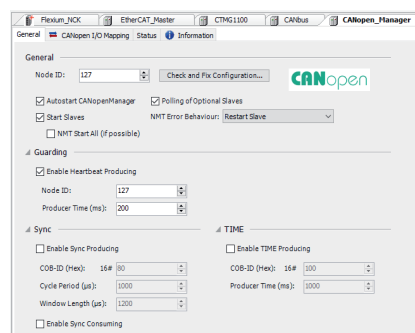 Flexium_NCK EtherCAT_Master CTMG1100 CANbus CANopen_Manager
General CANopen I/O Mapping Status Information
General
Node ID: 127 Check and Fix Configuration... CANopen
Autostart CANopenManager Polling of Optional Slaves
Start Slaves NMT Error Behaviour: Restart Slave
NMT Start All (if possible)
Guarding
Enable Heartbeat Producing
Node ID: 127
Producer Time (ms): 200
Sync TIME
Enable Sync Producing Enable TIME Producing
COB-ID (Hex): 16# 80 COB-ID (Hex): 16# 100
Cycle Period (µs): 1000 Producer Time (ms): 1000
Window Length (µs): 1200
Enable Sync Consuming